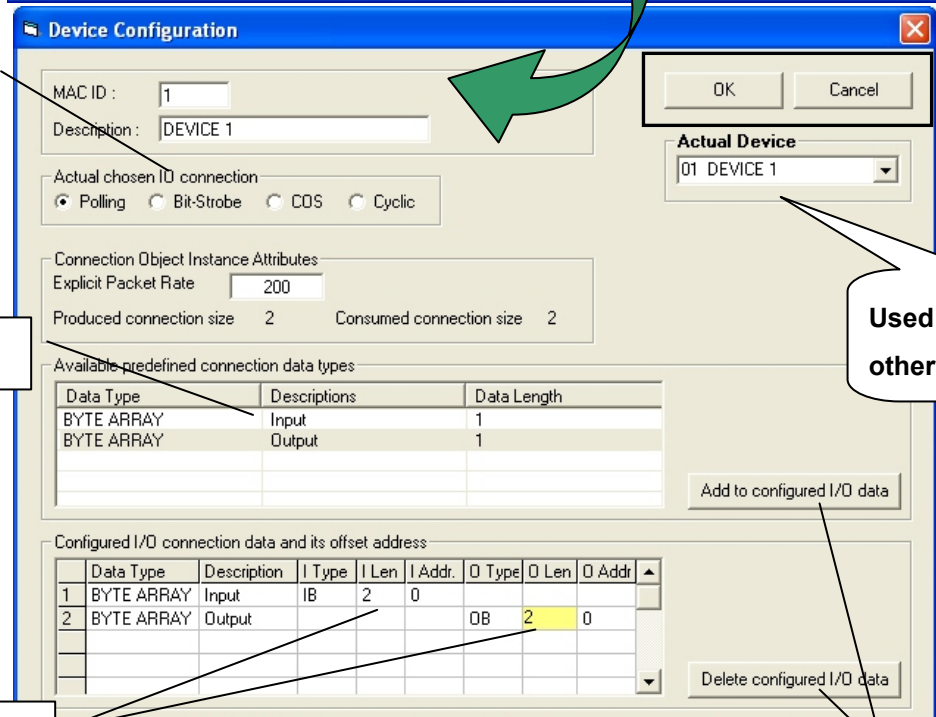 Device Configuration
MAC ID : 1
OK Cancel
Description : DEVICE 1
Actual Device
01 DEVICE 1
Actual chosen IO connection
Polling Bit-Strobe COS Cyclic
Connection Object Instance Attributes
Explicit Packet Rate 200
Produced connection size 2 Consumed connection size 2
Used
other
Available predefined connection data types
Data Type Descriptions Data Length
BYTE ARRAY Input 1
BYTE ARRAY Output 1
Add to configured I/O data
Configured I/O connection data and its offset address
Data Type Description I Type I Len I Addr. O Type O Len O Addr
1 BYTE ARRAY Input IB 2 0
2 BYTE ARRAY Output OB 2 0
Delete configured I/O data